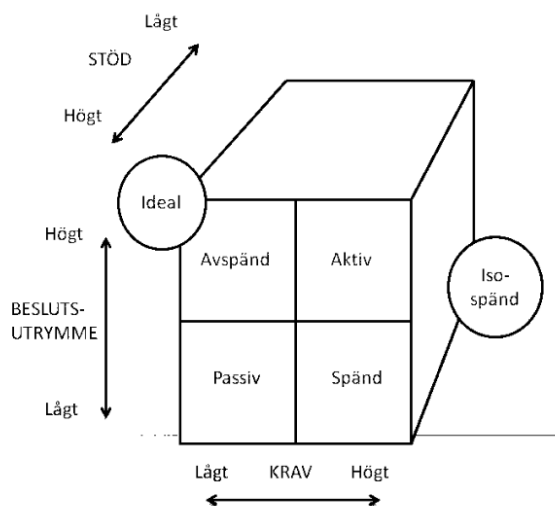 Lågt
STÖD
Högt
Ideal
Högt
Avspänd
Aktiv
Iso-
spänd
BESLUTS-
UTRYMME
Passiv
Spänd
Lågt
Lågt KRAV Högt